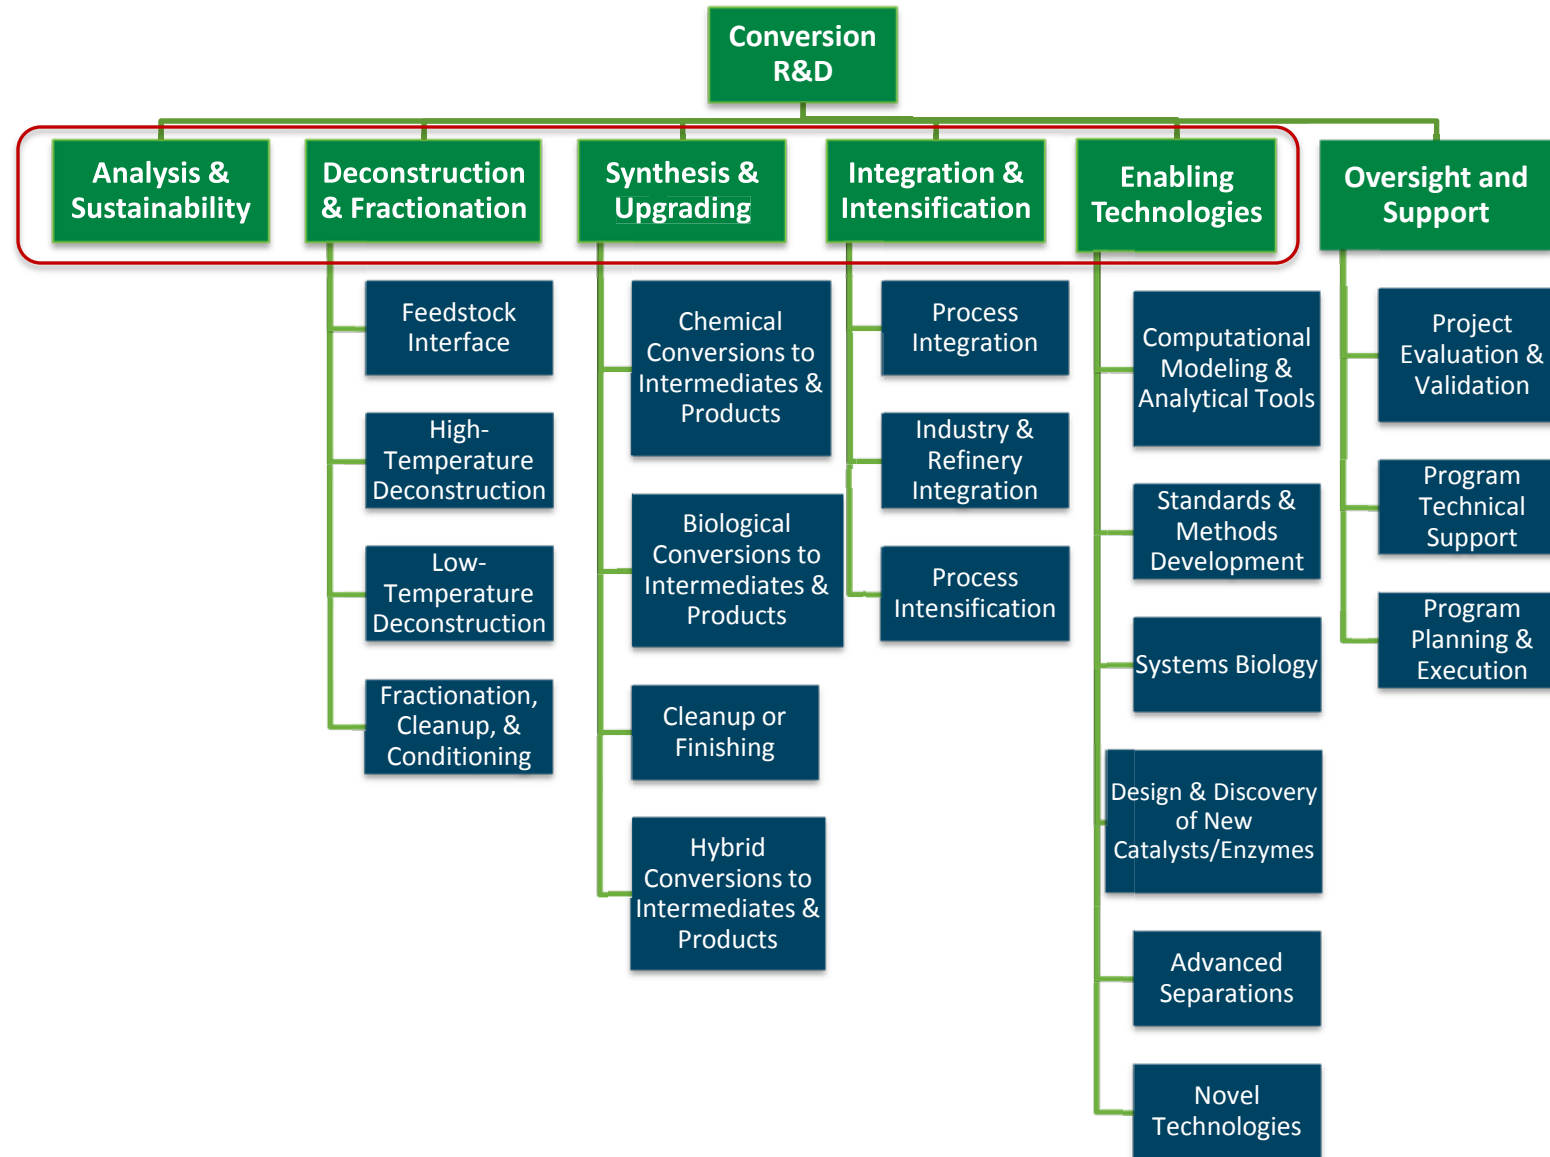 Conversion
R&D
Analysis &
Sustainability
Deconstruction
& Fractionation
Synthesis &
Upgrading
Integration &
Intensification
Enabling
Technologies
Oversight and
Support
Feedstock
Interface
High-
Temperature
Deconstruction
Low-
Temperature
Deconstruction
Fractionation,
Cleanup, &
Conditioning
Chemical
Conversions to
Intermediates &
Products
Biological
Conversions to
Intermediates &
Products
Cleanup or
Finishing
Hybrid
Conversions to
Intermediates &
Products
Process
Integration
Industry &
Refinery
Integration
Process
Intensification
Computational
Modeling &
Analytical Tools
Standards &
Methods
Development
Systems Biology
Design & Discovery
of New
Catalysts/Enzymes
Advanced
Separations
Novel
Technologies
Project
Evaluation &
Validation
Program
Technical
Support
Program
Planning &
Execution